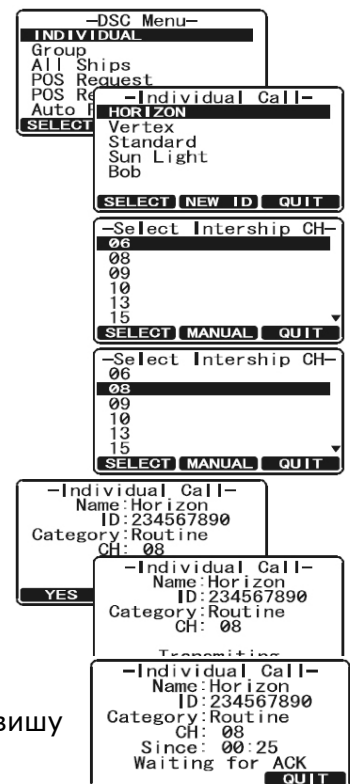 -DSC Menu-
INDIVIDUAL
Group
All Ships
POS Request
POS Re
Auto
SELECT
-Individual Call-
HORIZON
Vertex
Standard
Sun Light
Bob
SELECT NEW ID QUIT
-Select Intership CH-
06
08
09
10
13
15
SELECT MANUAL QUIT
-Select Intership CH-
06
08
09
10
13
15
SELECT MANUAL QUIT
-Individual Call-
Name:Horizon
ID:234567890
Category:Routine
CH: 08
YES
-Individual Call-
Name:Horizon
ID:234567890
Category:Routine
CH: 08
Transmiting
-Individual Call-
Name:Horizon
ID:234567890
Category:Routine
CH: 08
Since: 00:25
Waiting for ACK
QUIT
вишу